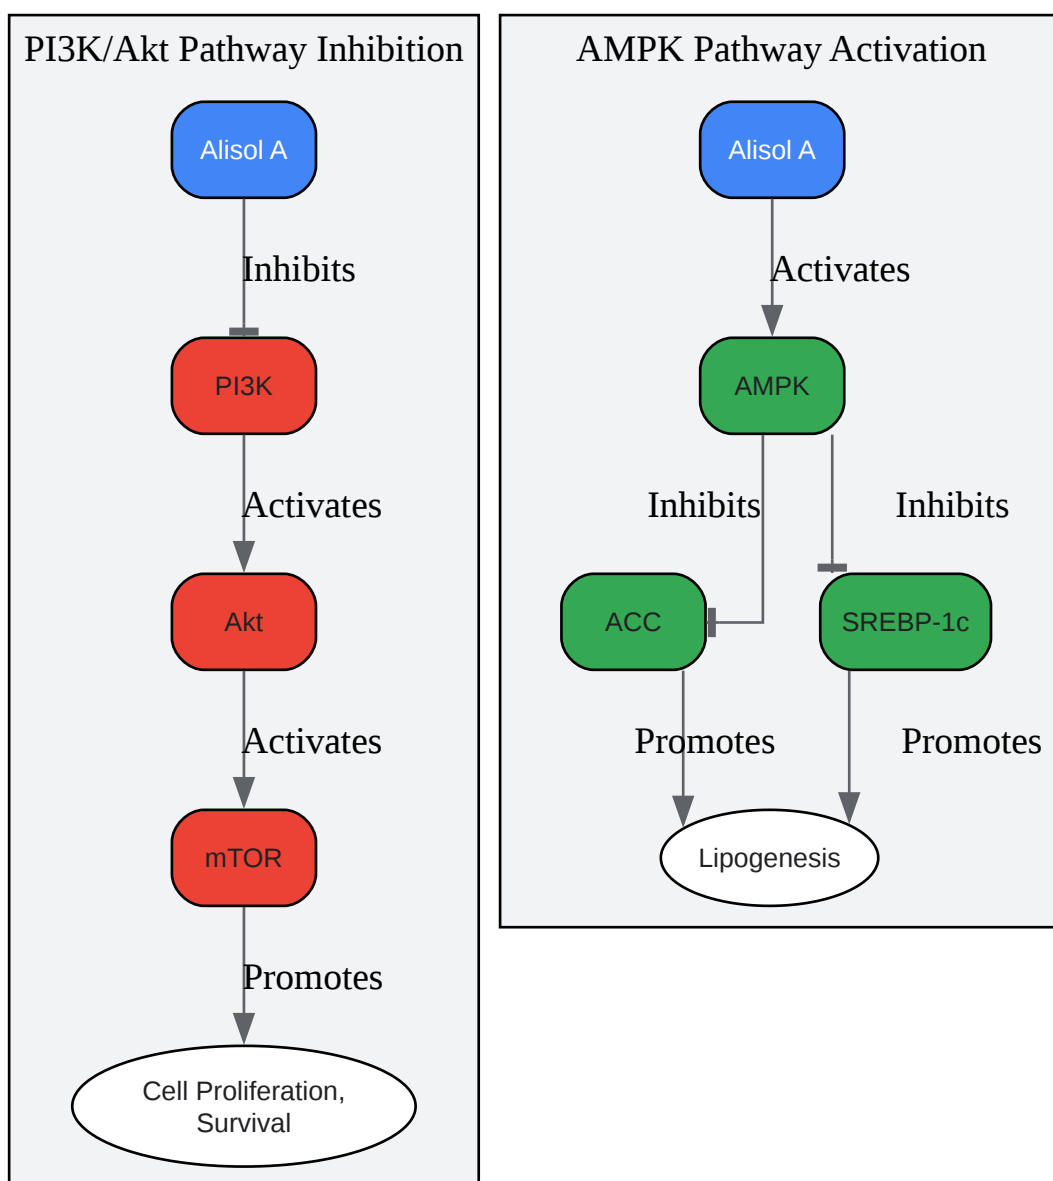 PI3K/Akt Pathway Inhibition
Alisol A
Inhibits
PI3K
Activates
Akt
Activates
mTOR
Promotes
Cell Proliferation,
Survival
AMPK Pathway Activation
Alisol A
Activates
AMPK
Inhibits
Inhibits
ACC
SREBP-1c
Promotes
Promotes
Lipogenesis